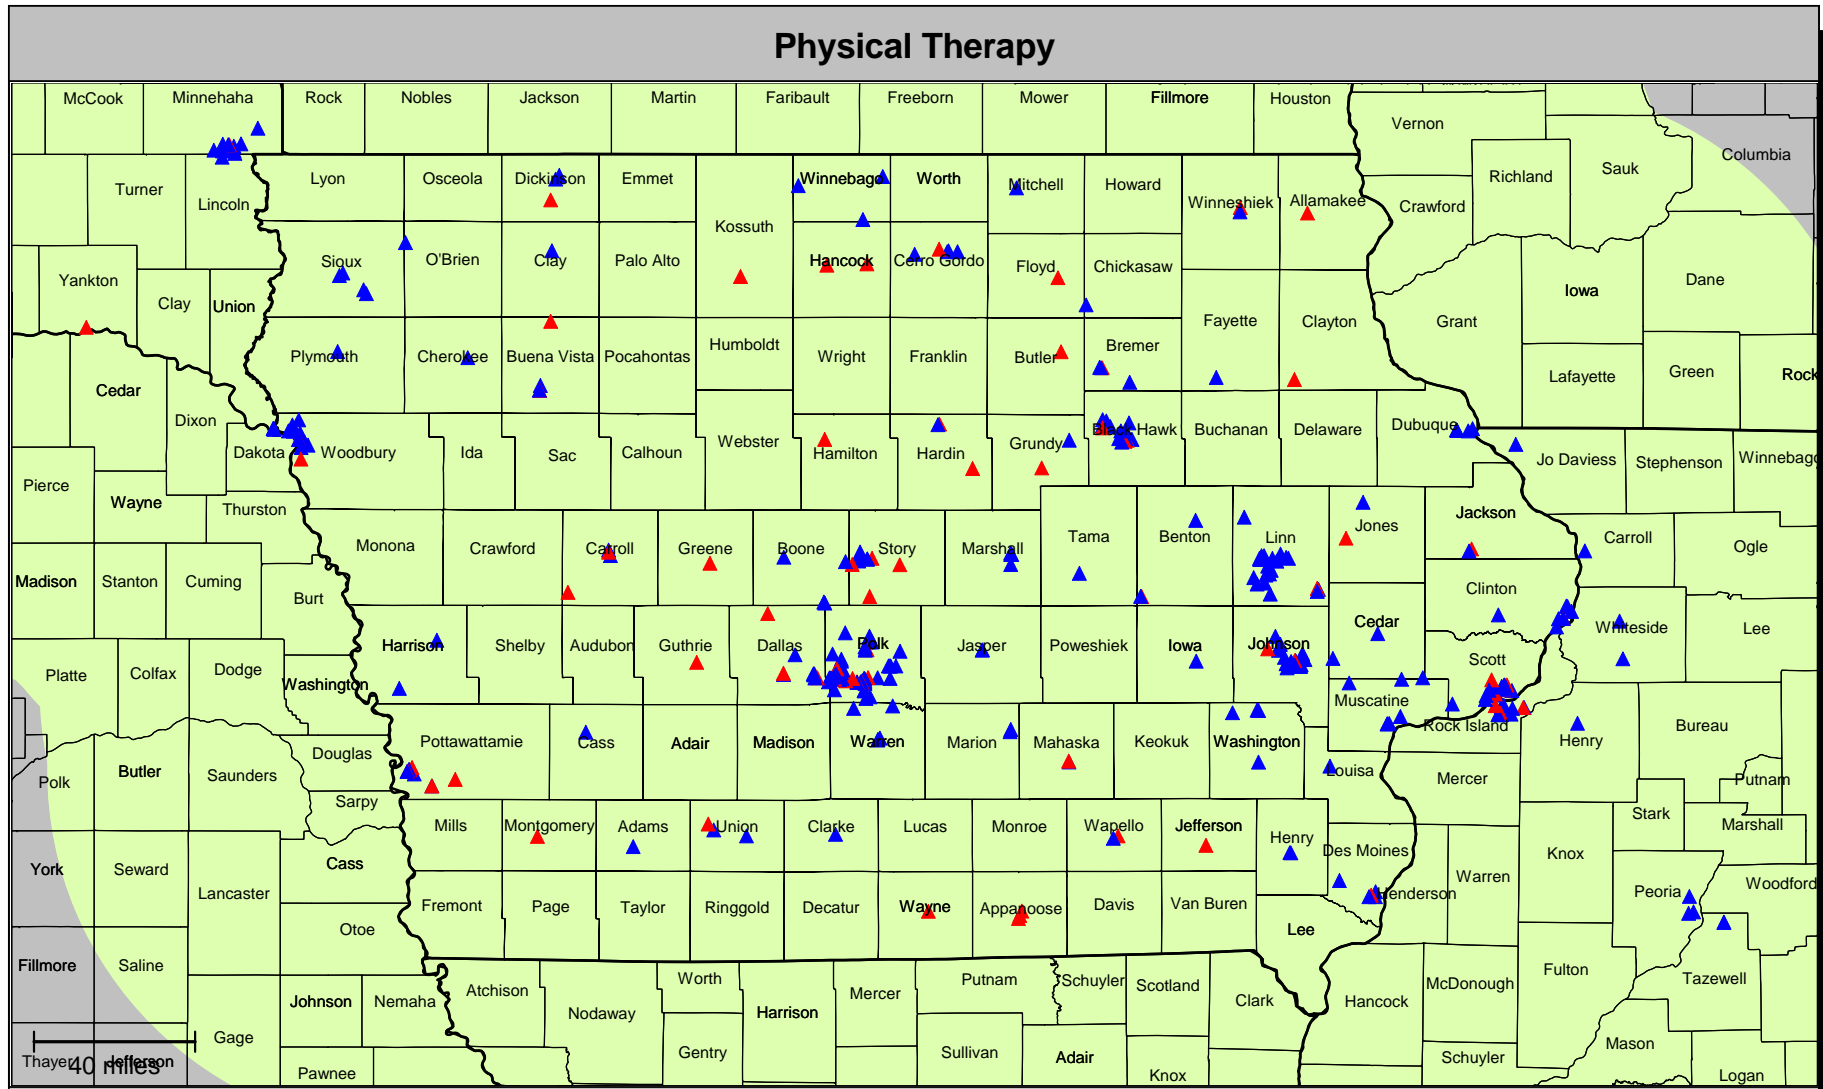 Physical Therapy
McCook Minnehaha Rock Nobles Jackson Martin Faribault Freeborn Mower Fillmore Houston
Vernon
Columbia
Turner Lyon Osceola Dickinson Emmet Winnebago Worth Mitchell Howard Richland Sauk
Lincoln Winneshiek Allamakee Crawford
Kossuth
Sioux O'Brien Clay Palo Alto Hancock Cerro Gordo Floyd Chickasaw
Yankton Clay Union Iowa Dane
Fayette Clayton Grant
Plymouth Cherokee Buena Vista Pocahontas Humboldt Wright Franklin Butler Bremer
Cedar Lafayette Green Rock
Dixon
Dakota Woodbury Ida Sac Calhoun Webster Hamilton Hardin Grundy Black Hawk Buchanan Delaware Dubuque
Jo Daviess Stephenson Winnebago
Pierce
Wayne Thurston
Jackson
Monona Crawford Carroll Greene Boone Story Marshall Tama Benton Linn Jones Carroll Ogle
Madison Stanton Cuming
Burt Clinton
Cedar Whiteside Lee
Harrison Shelby Audubon Guthrie Dallas Polk Jasper Poweshiek Iowa Johnson
Scott
Platte Colfax Dodge
Washington
Muscatine
Rock Island Henry Bureau
Pottawattamie Cass Adair Madison Warren Marion Mahaska Keokuk Washington
Douglas
Louisa
Polk Butler Saunders Mercer Putnam
Sarpy
Mills Montgomery Adams Union Clarke Lucas Monroe Wapello Jefferson Henry
Stark Marshall
Des Moines Knox
York Seward Cass
Lancaster Warren Peoria Woodford
Henderson
Fremont Page Taylor Ringgold Decatur Wayne Appanoose Davis Van Buren
Otoe Lee
Fillmore Saline
Fulton Tazewell
Johnson Nemaha Atchison Worth Mercer Putnam Schuyler Scotland Clark Hancock McDonough
Nodaway Harrison
Gage
Gentry Sullivan Adair Schuyler Mason
Thayer Jefferson
40 miles
Pawnee Knox Logan